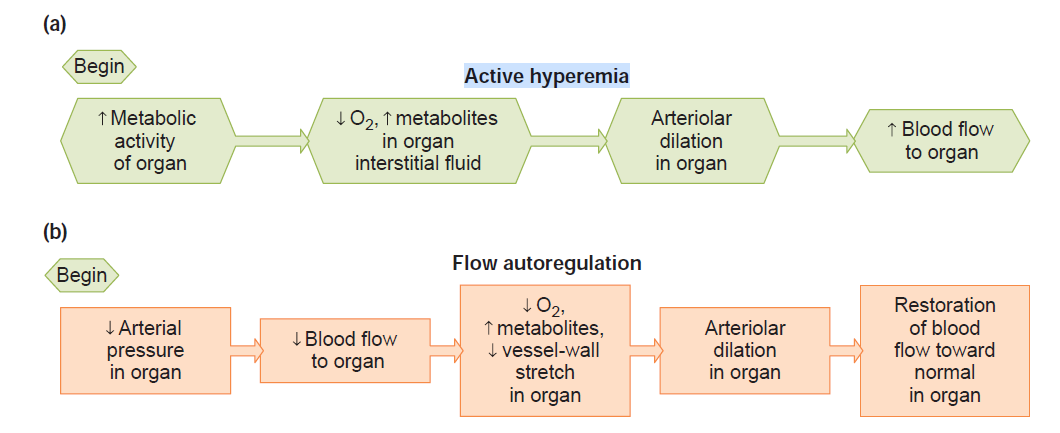 (a)
Begin
Active hyperemia
↑ Metabolic
activity
of organ
↓ O₂, ↑ metabolites
in organ
interstitial fluid
Arteriolar
dilation
in organ
↑ Blood flow
to organ
(b)
Begin
Flow autoregulation
↓ Arterial
pressure
in organ
↓ Blood flow
to organ
↓ O₂,
↑ metabolites,
↓ vessel-wall
stretch
in organ
Arteriolar
dilation
in organ
Restoration
of blood
flow toward
normal
in organ